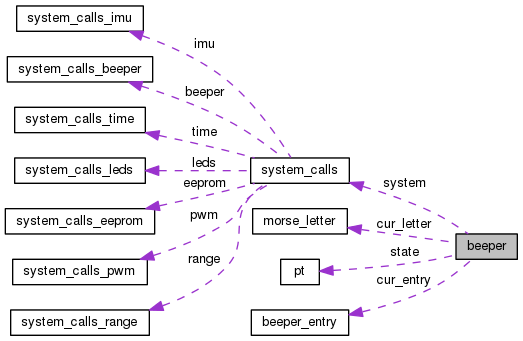 system_calls_imu
imu
system_calls_beeper
beeper
system_calls_time
time
system_calls_leds
leds
system_calls
eeprom
system
system_calls_eeprom
pwm
morse_letter
cur_letter
beeper
state
range
system_calls_pwm
pt
cur_entry
system_calls_range
beeper_entry